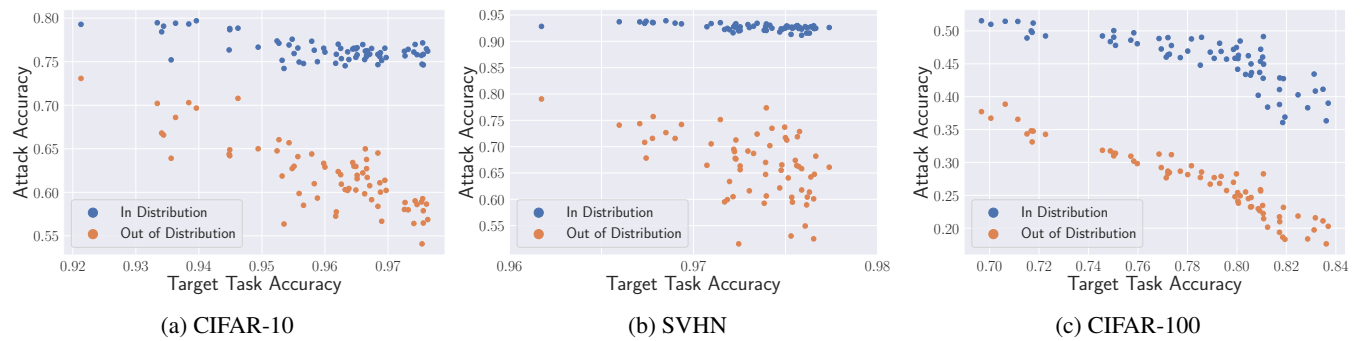 0.80
0.75
0.70
0.65
0.60
0.55
Attack Accuracy
In Distribution
Out of Distribution
0.92 0.93 0.94 0.95 0.96 0.97
Target Task Accuracy
(a) CIFAR-10
0.95
0.90
0.85
0.80
0.75
0.70
0.65
0.60
0.55
Attack Accuracy
In Distribution
Out of Distribution
0.96 0.97 0.98
Target Task Accuracy
(b) SVHN
0.50
0.45
0.40
0.35
0.30
0.25
0.20
Attack Accuracy
In Distribution
Out of Distribution
0.70 0.72 0.74 0.76 0.78 0.80 0.82 0.84
Target Task Accuracy
(c) CIFAR-100